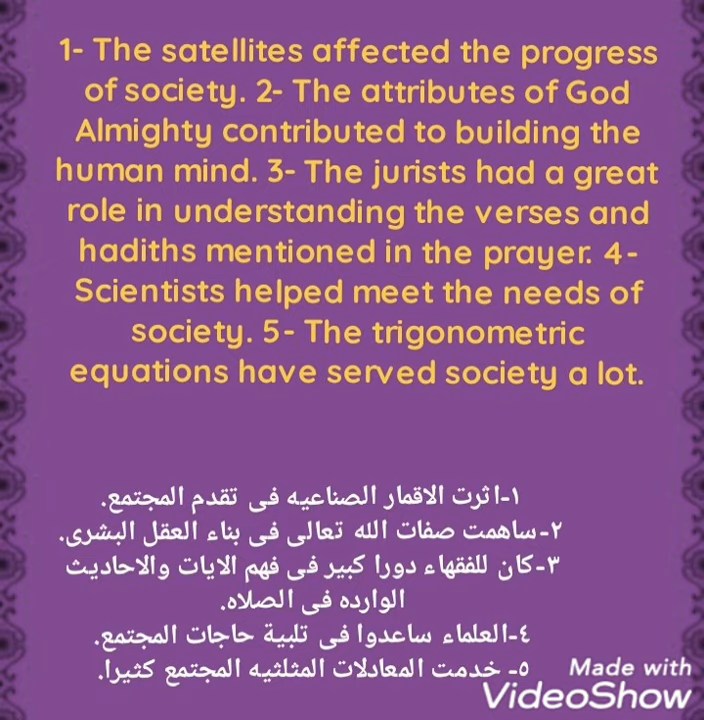 1- The satellites affected the progress
of society. 2- The attributes of God
Almighty contributed to building the
human mind. 3- The jurists had a great
role in understanding the verses and
hadiths mentioned in the prayer. 4-
Scientists helped meet the needs of
society. 5- The trigonometric
equations have served society a lot.
١-اثرت الاقمار الصناعيه فى تقدم المجتمع.
٢-ساهمت صفات الله تعالى فى بناء العقل البشرى.
٣-كان للفقهاء دورا كبير فى فهم الايات والاحاديث
الوارده فى الصلاه.
٤-العلماء ساعدوا فى تلبية حاجات المجتمع.
٥- خدمت المعادلات المثلثيه المجتمع كثيرا.
Made with
VideoShow